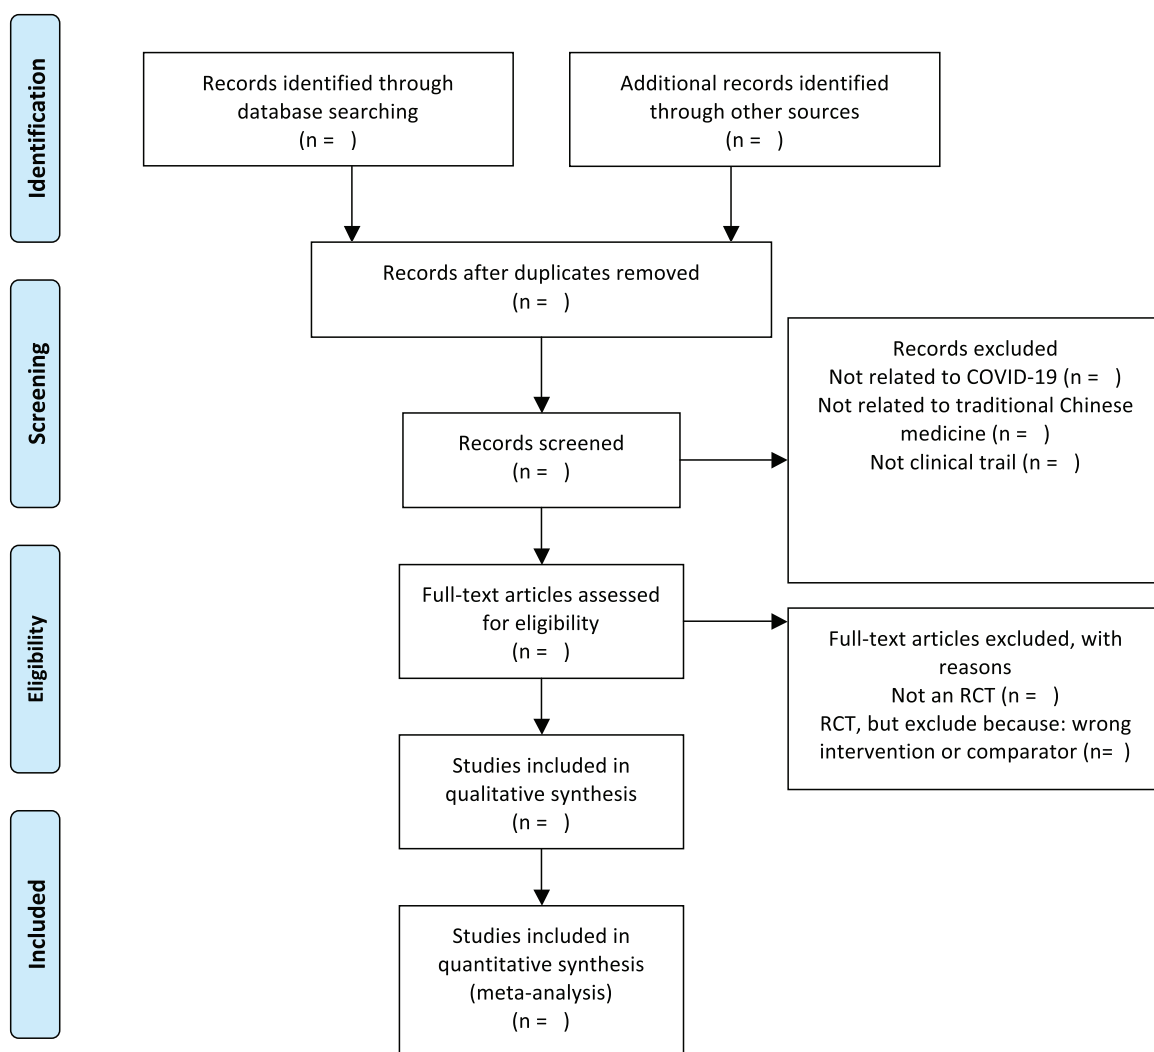 Identification
Records identified through
database searching
(n =   )
Additional records identified
through other sources
(n =   )
Records after duplicates removed
(n =   )
Screening
Records screened
(n =   )
Records excluded
Not related to COVID-19 (n =   )
Not related to traditional Chinese
medicine (n =   )
Not clinical trail (n =   )
Eligibility
Full-text articles assessed
for eligibility
(n =   )
Full-text articles excluded, with
reasons
Not an RCT (n =   )
RCT, but exclude because: wrong
intervention or comparator (n=  )
Studies included in
qualitative synthesis
(n =   )
Included
Studies included in
quantitative synthesis
(meta-analysis)
(n =   )